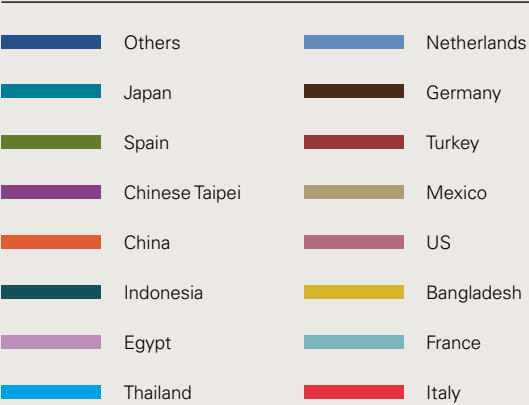 Others
Japan
Spain
Chinese Taipei
China
Indonesia
Egypt
Thailand
Netherlands
Germany
Turkey
Mexico
US
Bangladesh
France
Italy